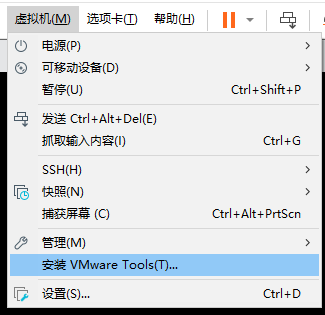 虚拟机(M) 选项卡(T) 帮助(H)
电源(P)
可移动设备(D)
暂停(U) Ctrl+Shift+P
发送 Ctrl+Alt+Del(E)
抓取输入内容(I) Ctrl+G
SSH(H)
快照(N)
捕获屏幕 (C) Ctrl+Alt+PrtScn
管理(M)
安装 VMware Tools(T)...
设置(S)... Ctrl+D